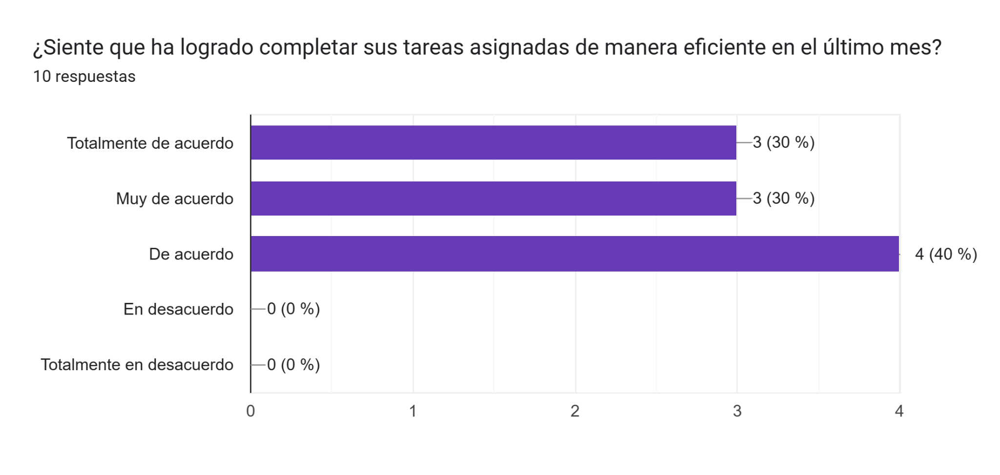 ¿Siente que ha logrado completar sus tareas asignadas de manera eficiente en el último mes?
10 respuestas
Totalmente de acuerdo
3 (30 %)
Muy de acuerdo
3 (30 %)
De acuerdo
4 (40 %)
En desacuerdo
0 (0 %)
Totalmente en desacuerdo
0 (0 %)
0 1 2 3 4